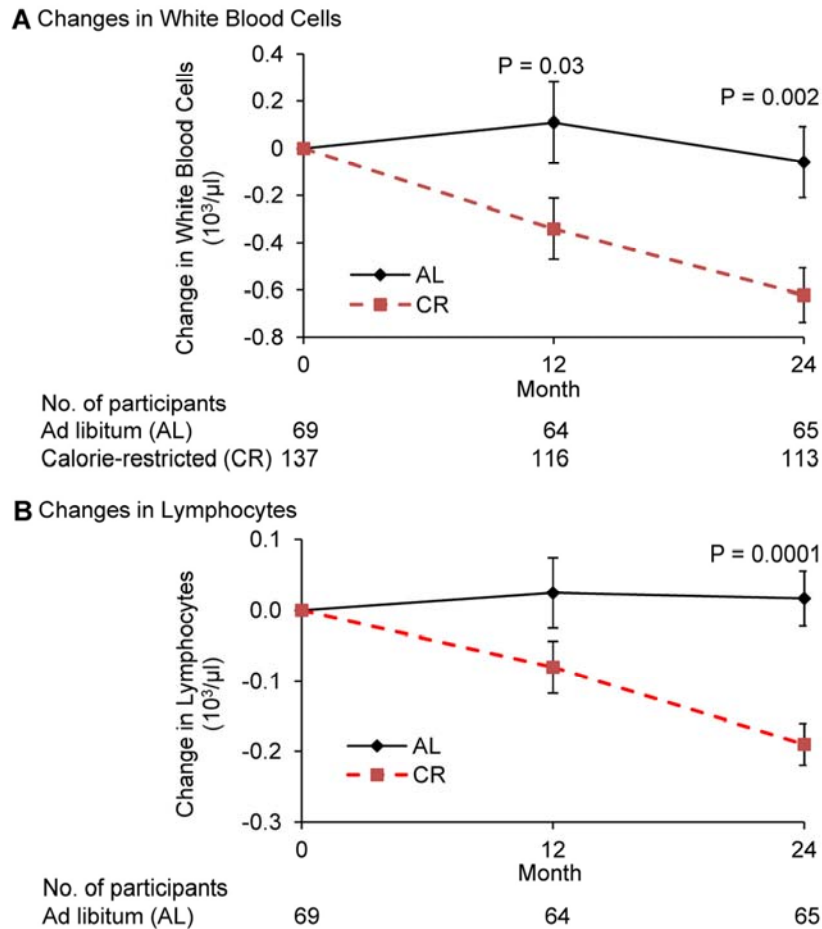 A Changes in White Blood Cells
Change in White Blood Cells
(10³/µl)
0.4
0.2
0
-0.2
-0.4
-0.6
-0.8
P = 0.03
P = 0.002
AL
CR
0 12 24
Month
No. of participants
Ad libitum (AL) 69 64 65
Calorie-restricted (CR) 137 116 113
B Changes in Lymphocytes
Change in Lymphocytes
(10³/µl)
0.1
0.0
-0.1
-0.2
-0.3
P = 0.0001
AL
CR
0 12 24
Month
No. of participants
Ad libitum (AL) 69 64 65